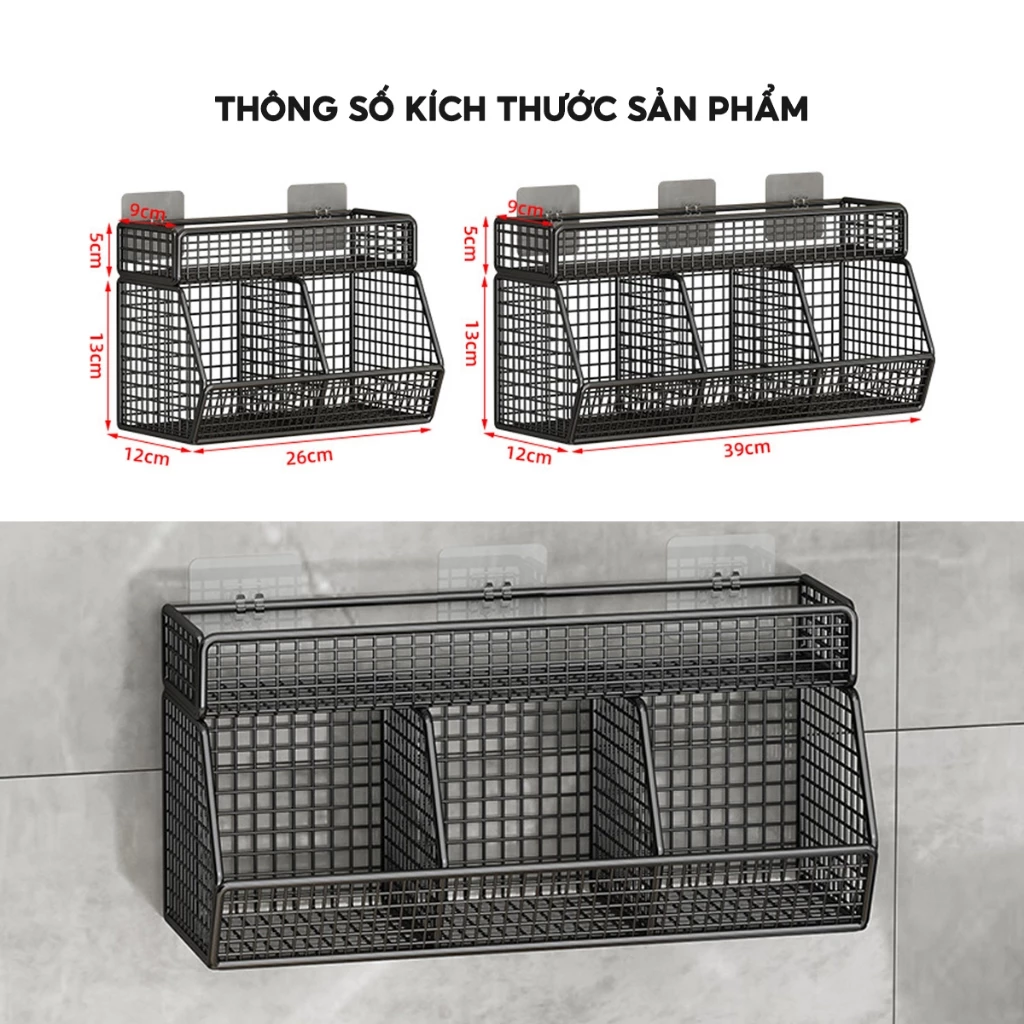 THÔNG SỐ KÍCH THƯỚC SẢN PHẨM
9cm
5cm
13cm
12cm
26cm
9cm
5cm
13cm
12cm
39cm